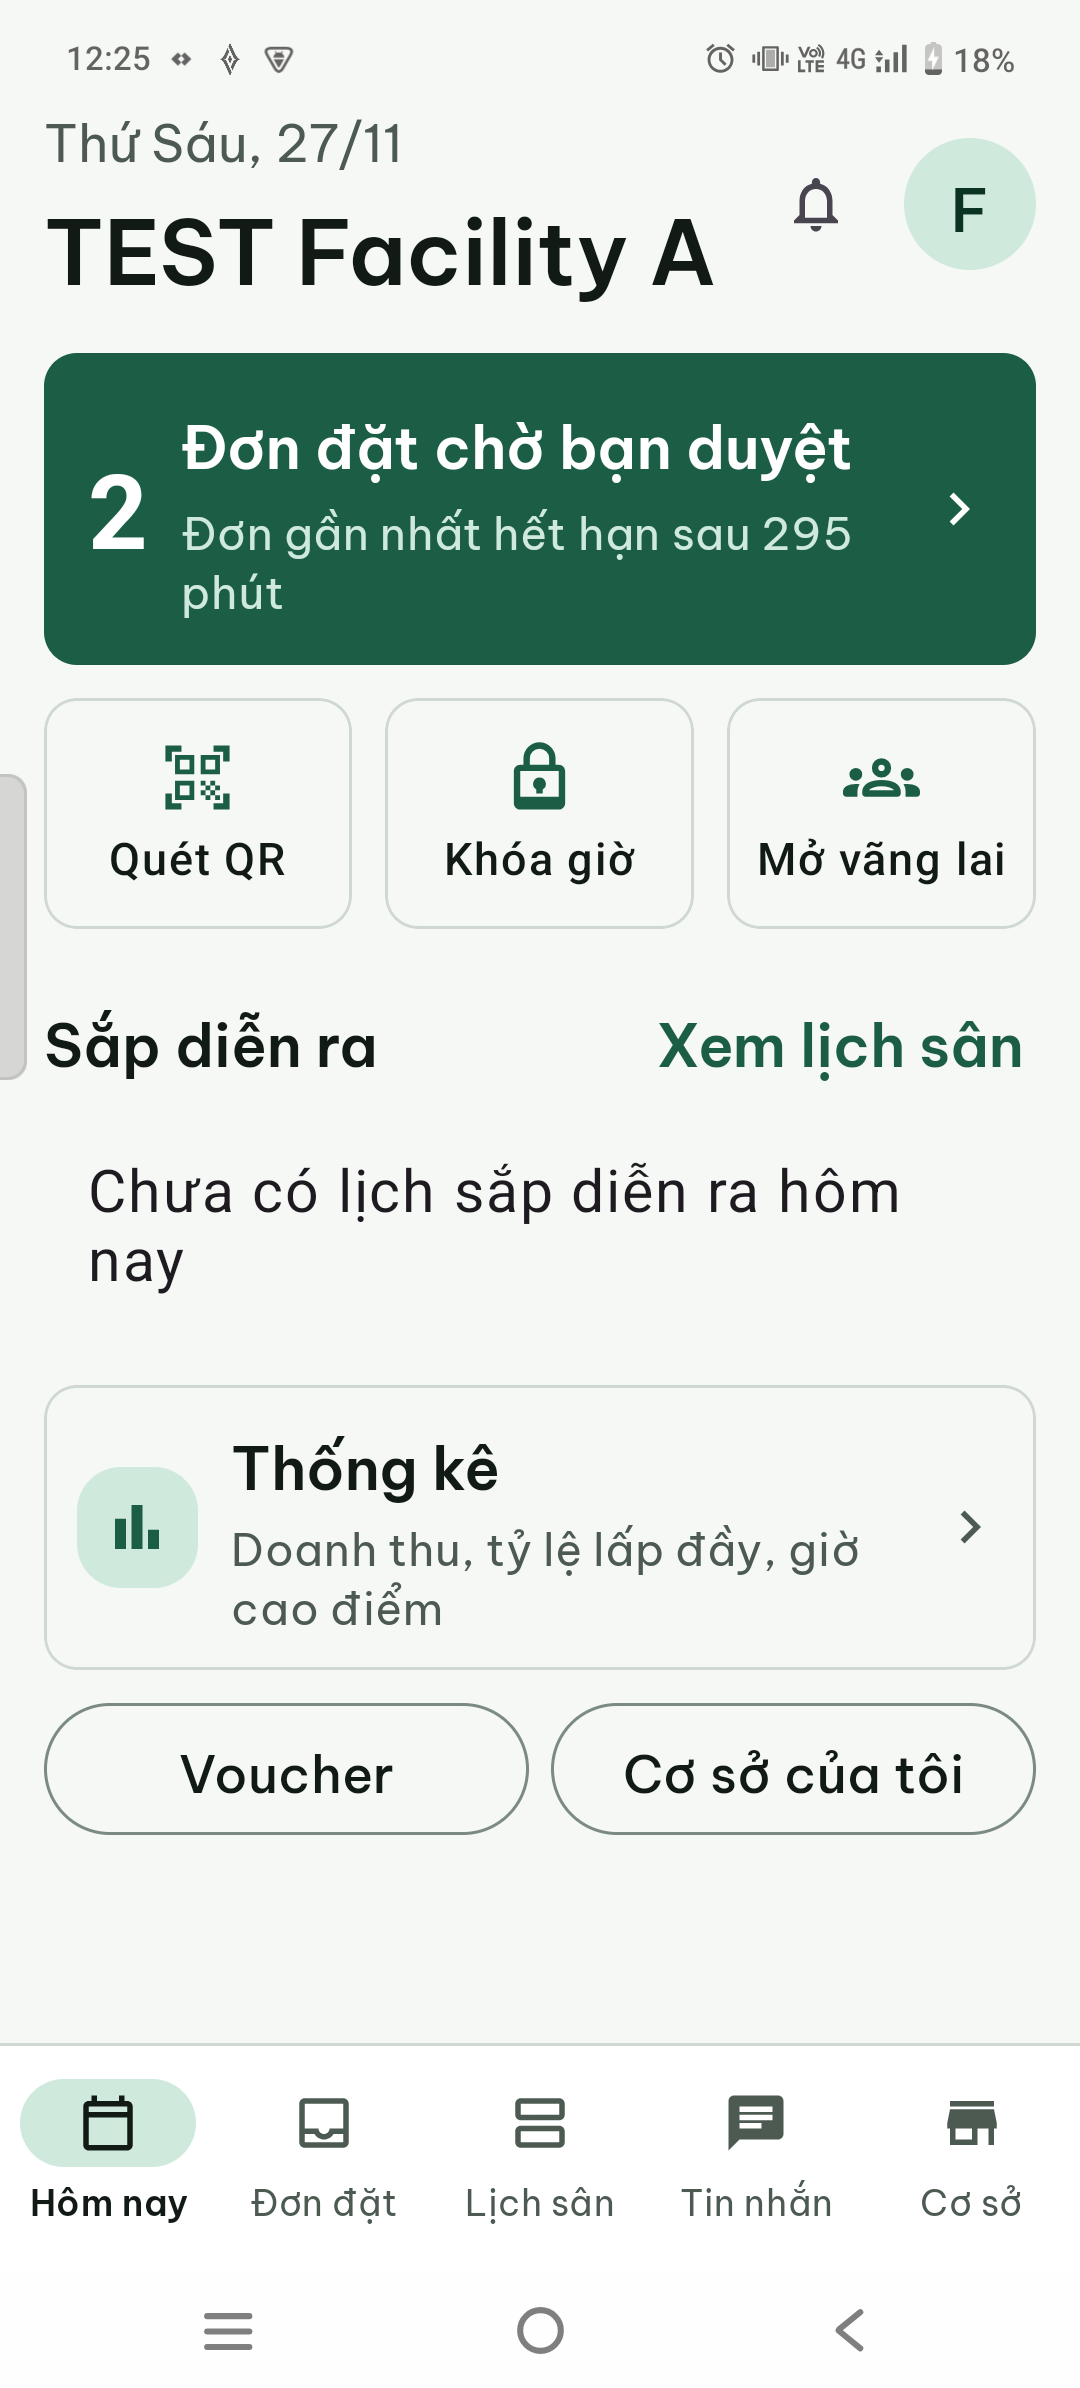 12:25
VoLTE 4G 18%
Thứ Sáu, 27/11
TEST Facility A
F
2
Đơn đặt chờ bạn duyệt
Đơn gần nhất hết hạn sau 295
phút
Quét QR
Khóa giờ
Mở vãng lai
Sắp diễn ra
Xem lịch sân
Chưa có lịch sắp diễn ra hôm
nay
Thống kê
Doanh thu, tỷ lệ lấp đầy, giờ
cao điểm
Voucher
Cơ sở của tôi
Hôm nay
Đơn đặt
Lịch sân
Tin nhắn
Cơ sở